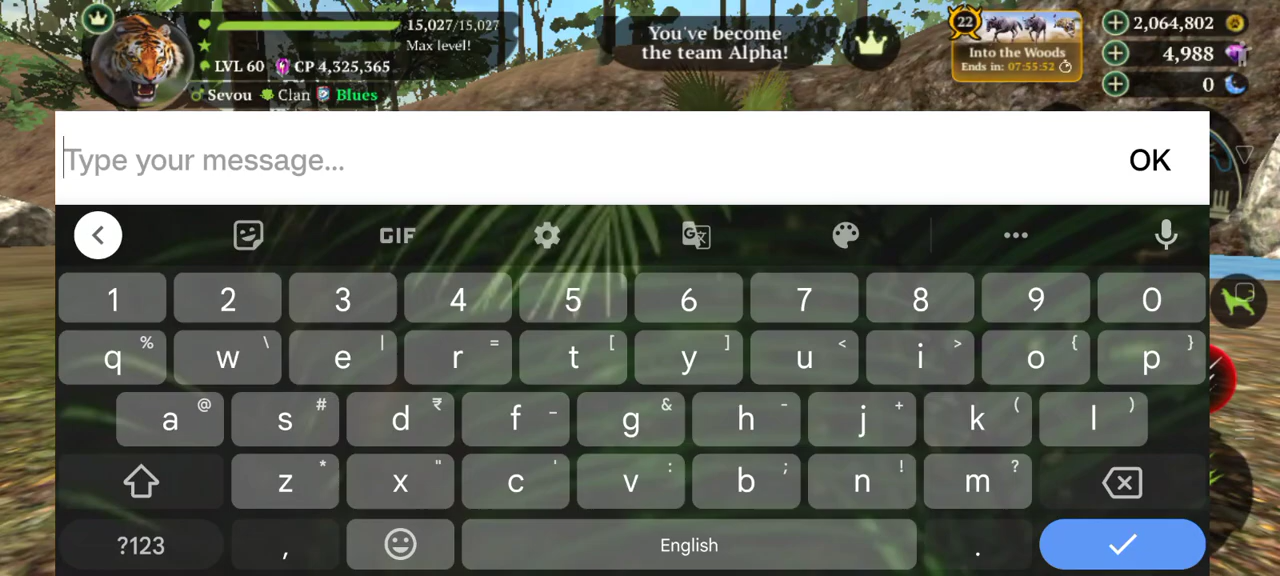 15,027/15,027
Max level!
LVL 60 CP 4,325,365
Sevou Clan Blues
You've become
the team Alpha!
22
Into the Woods
Ends in: 07:55:52
2,064,802
4,988
0
Type your message...
OK
GIF
1 2 3 4 5 6 7 8 9 0
q % w \ e | r = t [ y ] u < i > o { p }
a @ s # d ₹ f _ g & h - j + k ( l )
z * x " c ' v : b ; n ! m ?
?123 , English .